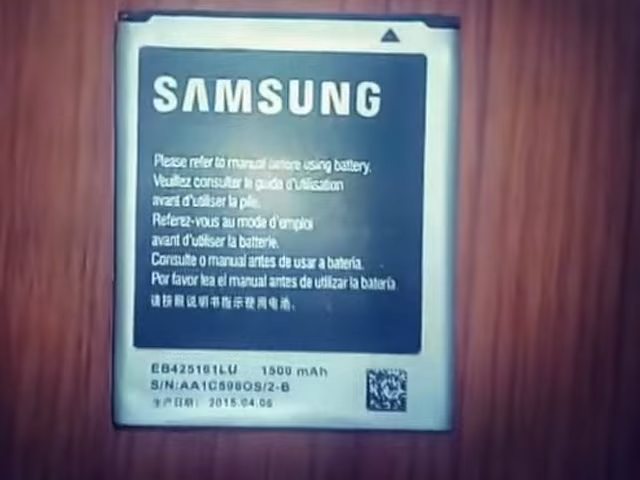 SAMSUNG
Please refer to manual before using battery.
Veuillez consulter le guide d'utilisation
avant d'utiliser la pile.
Referez-vous au mode d'emploi
avant d'utiliser la batterie.
Consulte o manual antes de usar a bateria.
Por favor lea el manual antes de utilizar la batería
请按照说明书指示使用电池.
EB425161LU 1500 mAh
S/N:AA1C598OS/2-B
生产日期: 2015.04.06